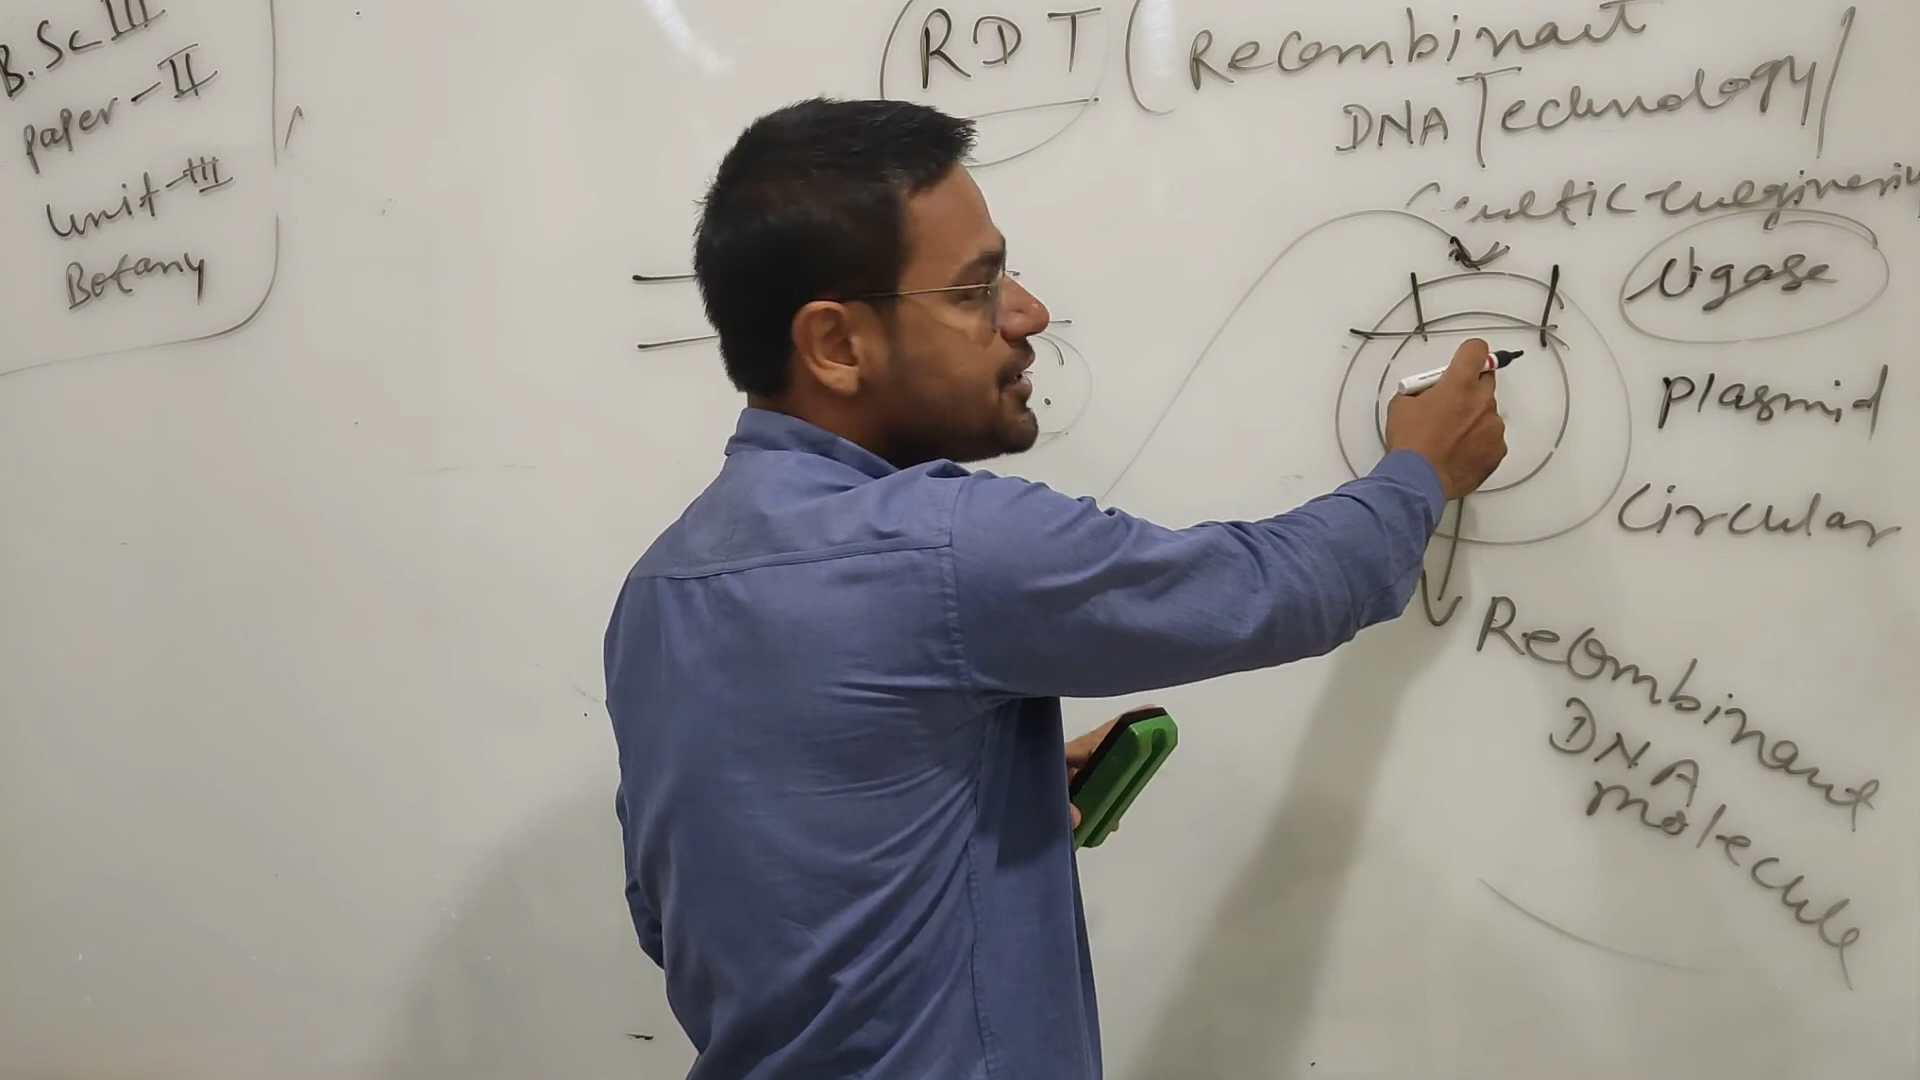 B.Sc III
paper - II
Unit - III
Botany
RDT (Recombinant
DNA Technology/
Ligase
Plasmid
Circular
Recombinant
DNA
molecule